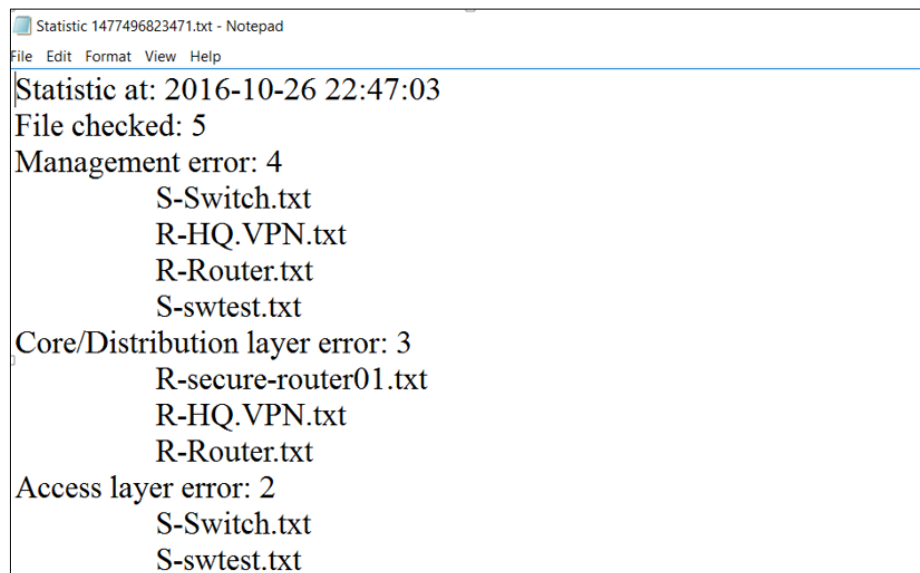 Statistic 1477496823471.txt - Notepad
File Edit Format View Help
Statistic at: 2016-10-26 22:47:03
File checked: 5
Management error: 4
S-Switch.txt
R-HQ.VPN.txt
R-Router.txt
S-swtest.txt
Core/Distribution layer error: 3
R-secure-router01.txt
R-HQ.VPN.txt
R-Router.txt
Access layer error: 2
S-Switch.txt
S-swtest.txt